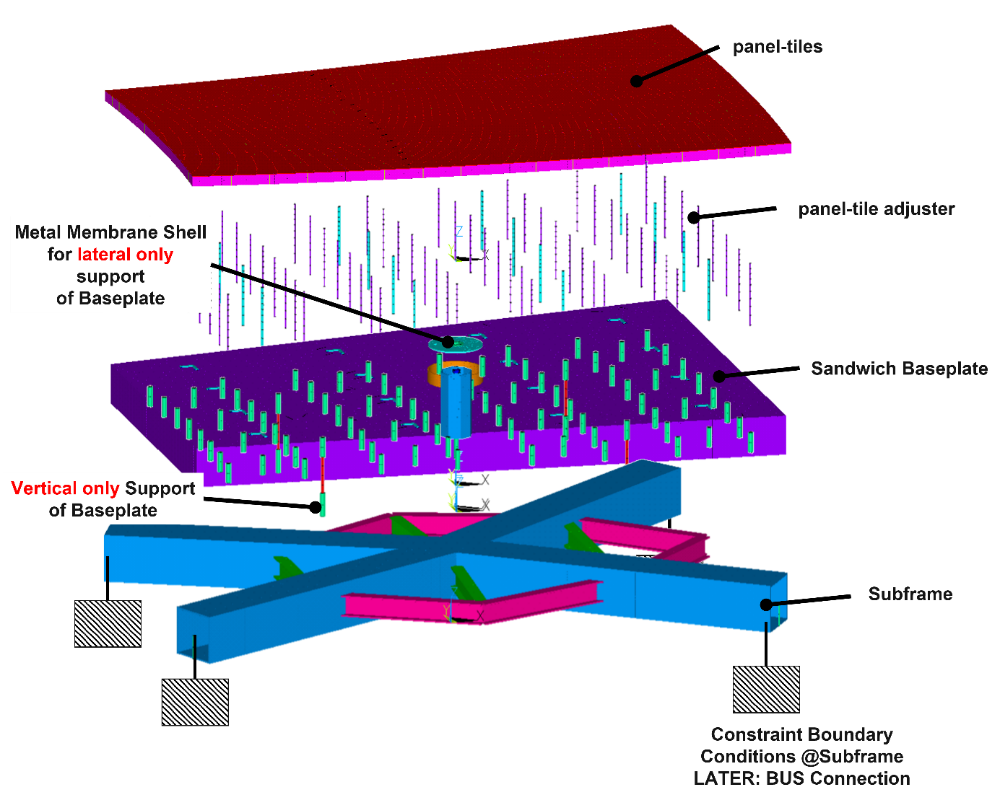 panel-tiles
panel-tile adjuster
Metal Membrane Shell
for lateral only
support
of Baseplate
Z
Y
X
Sandwich Baseplate
Vertical only Support
of Baseplate
Z
Y
X
Z
Y
X
Subframe
Z
Y
X
Constraint Boundary
Conditions @Subframe
LATER: BUS Connection